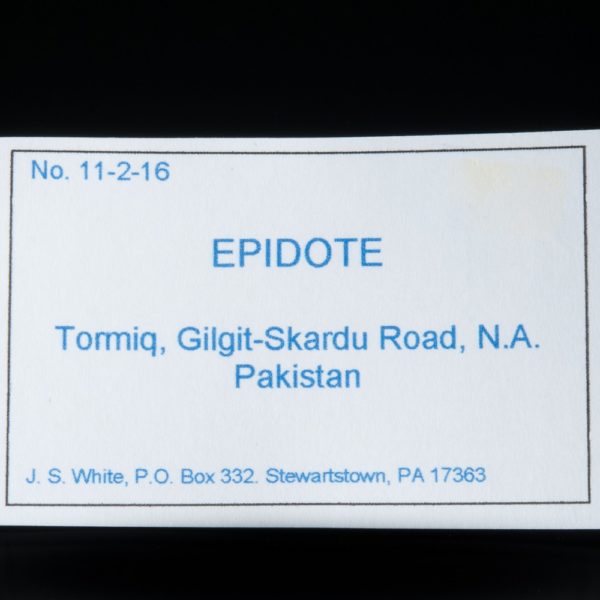 No. 11-2-16
EPIDOTE
Tormiq, Gilgit-Skardu Road, N.A.
Pakistan
J. S. White, P.O. Box 332. Stewartstown, PA 17363